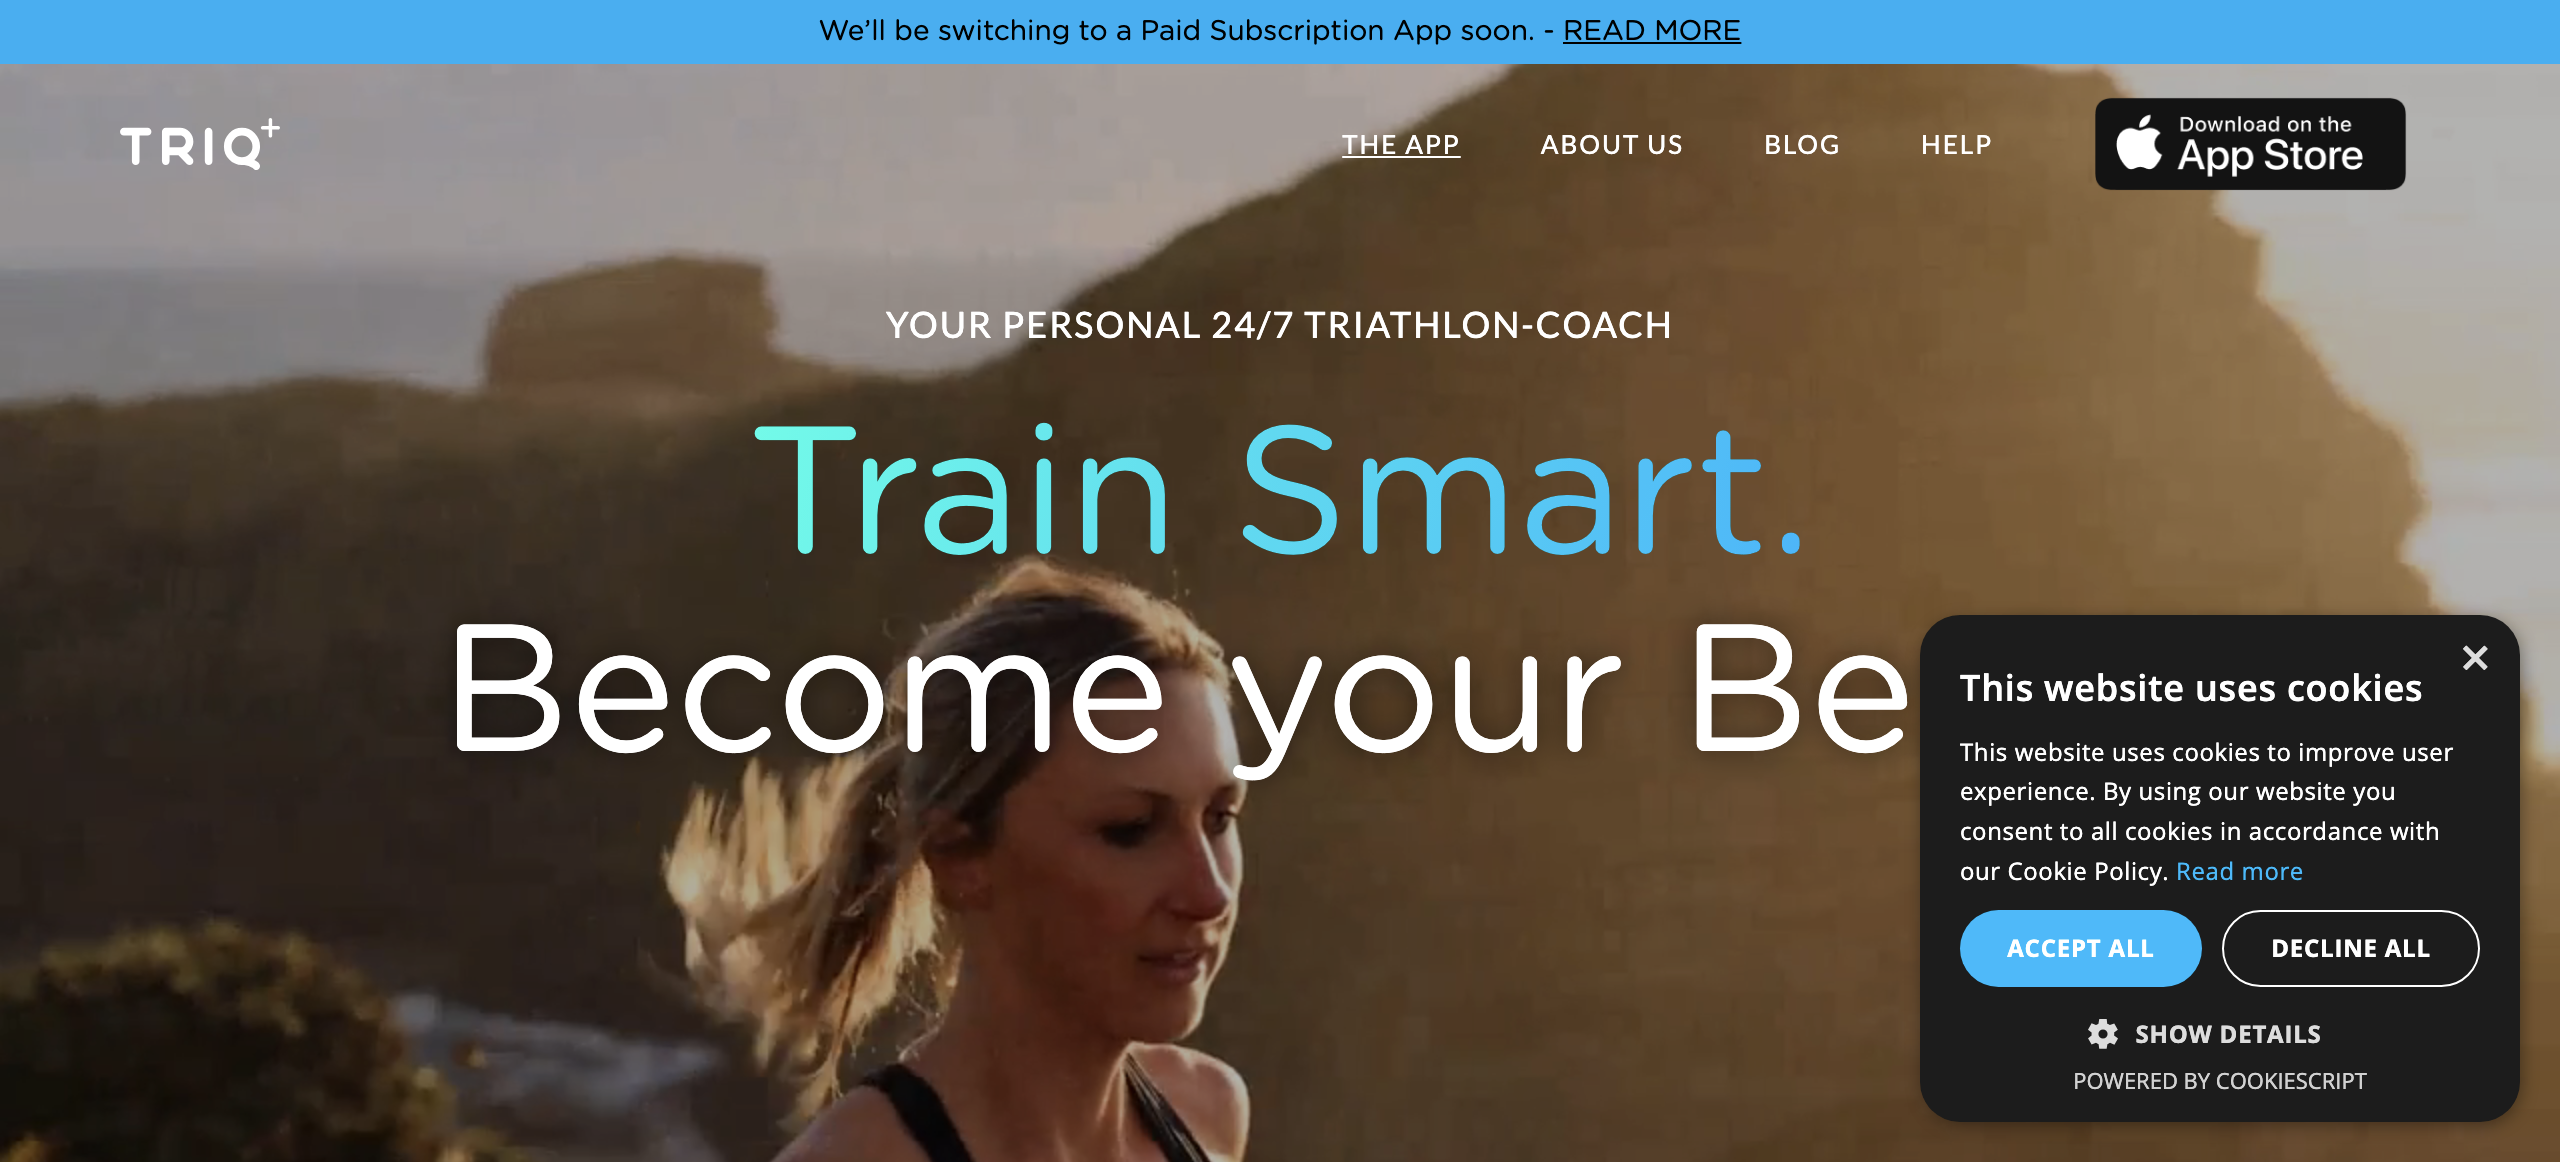 We'll be switching to a Paid Subscription App soon. - READ MORE
TRIQ+
THE APP
ABOUT US
BLOG
HELP
Download on the
App Store
YOUR PERSONAL 24/7 TRIATHLON-COACH
Train Smart.
Become your Be
This website uses cookies
This website uses cookies to improve user
experience. By using our website you
consent to all cookies in accordance with
our Cookie Policy. Read more
ACCEPT ALL
DECLINE ALL
SHOW DETAILS
POWERED BY COOKIESCRIPT